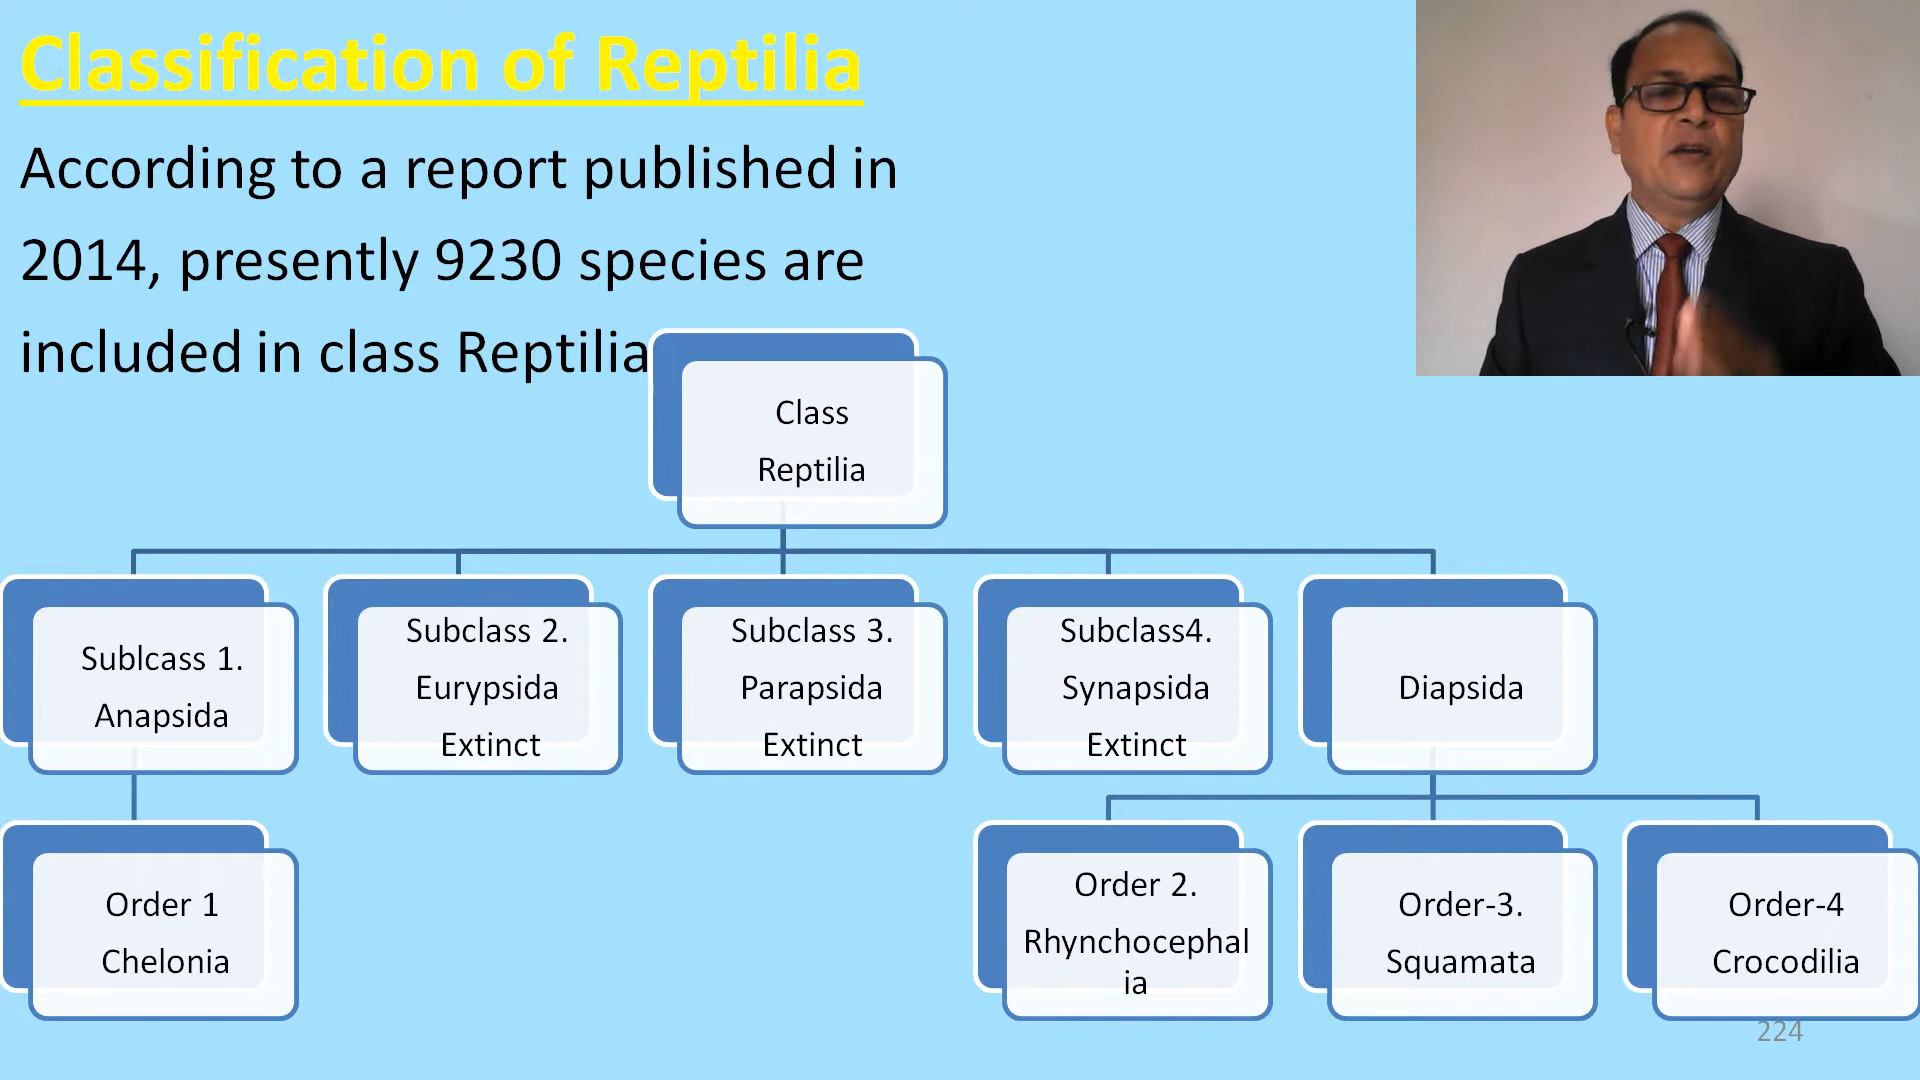 Classification of Reptilia
According to a report published in
2014, presently 9230 species are
included in class Reptilia
Class
Reptilia
Sublcass 1.
Anapsida
Subclass 2.
Eurypsida
Extinct
Subclass 3.
Parapsida
Extinct
Subclass4.
Synapsida
Extinct
Diapsida
Order 1
Chelonia
Order 2.
Rhynchocephal
ia
Order-3.
Squamata
Order-4
Crocodilia
224